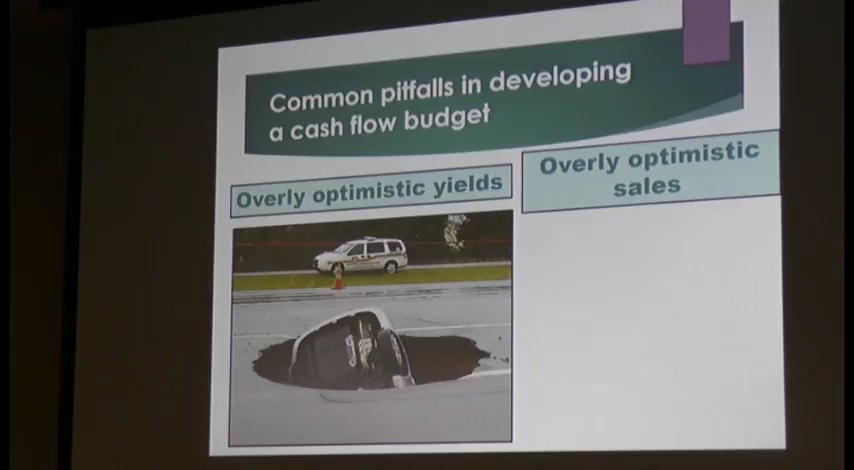 Common pitfalls in developing
a cash flow budget
Overly optimistic yields
Overly optimistic
sales